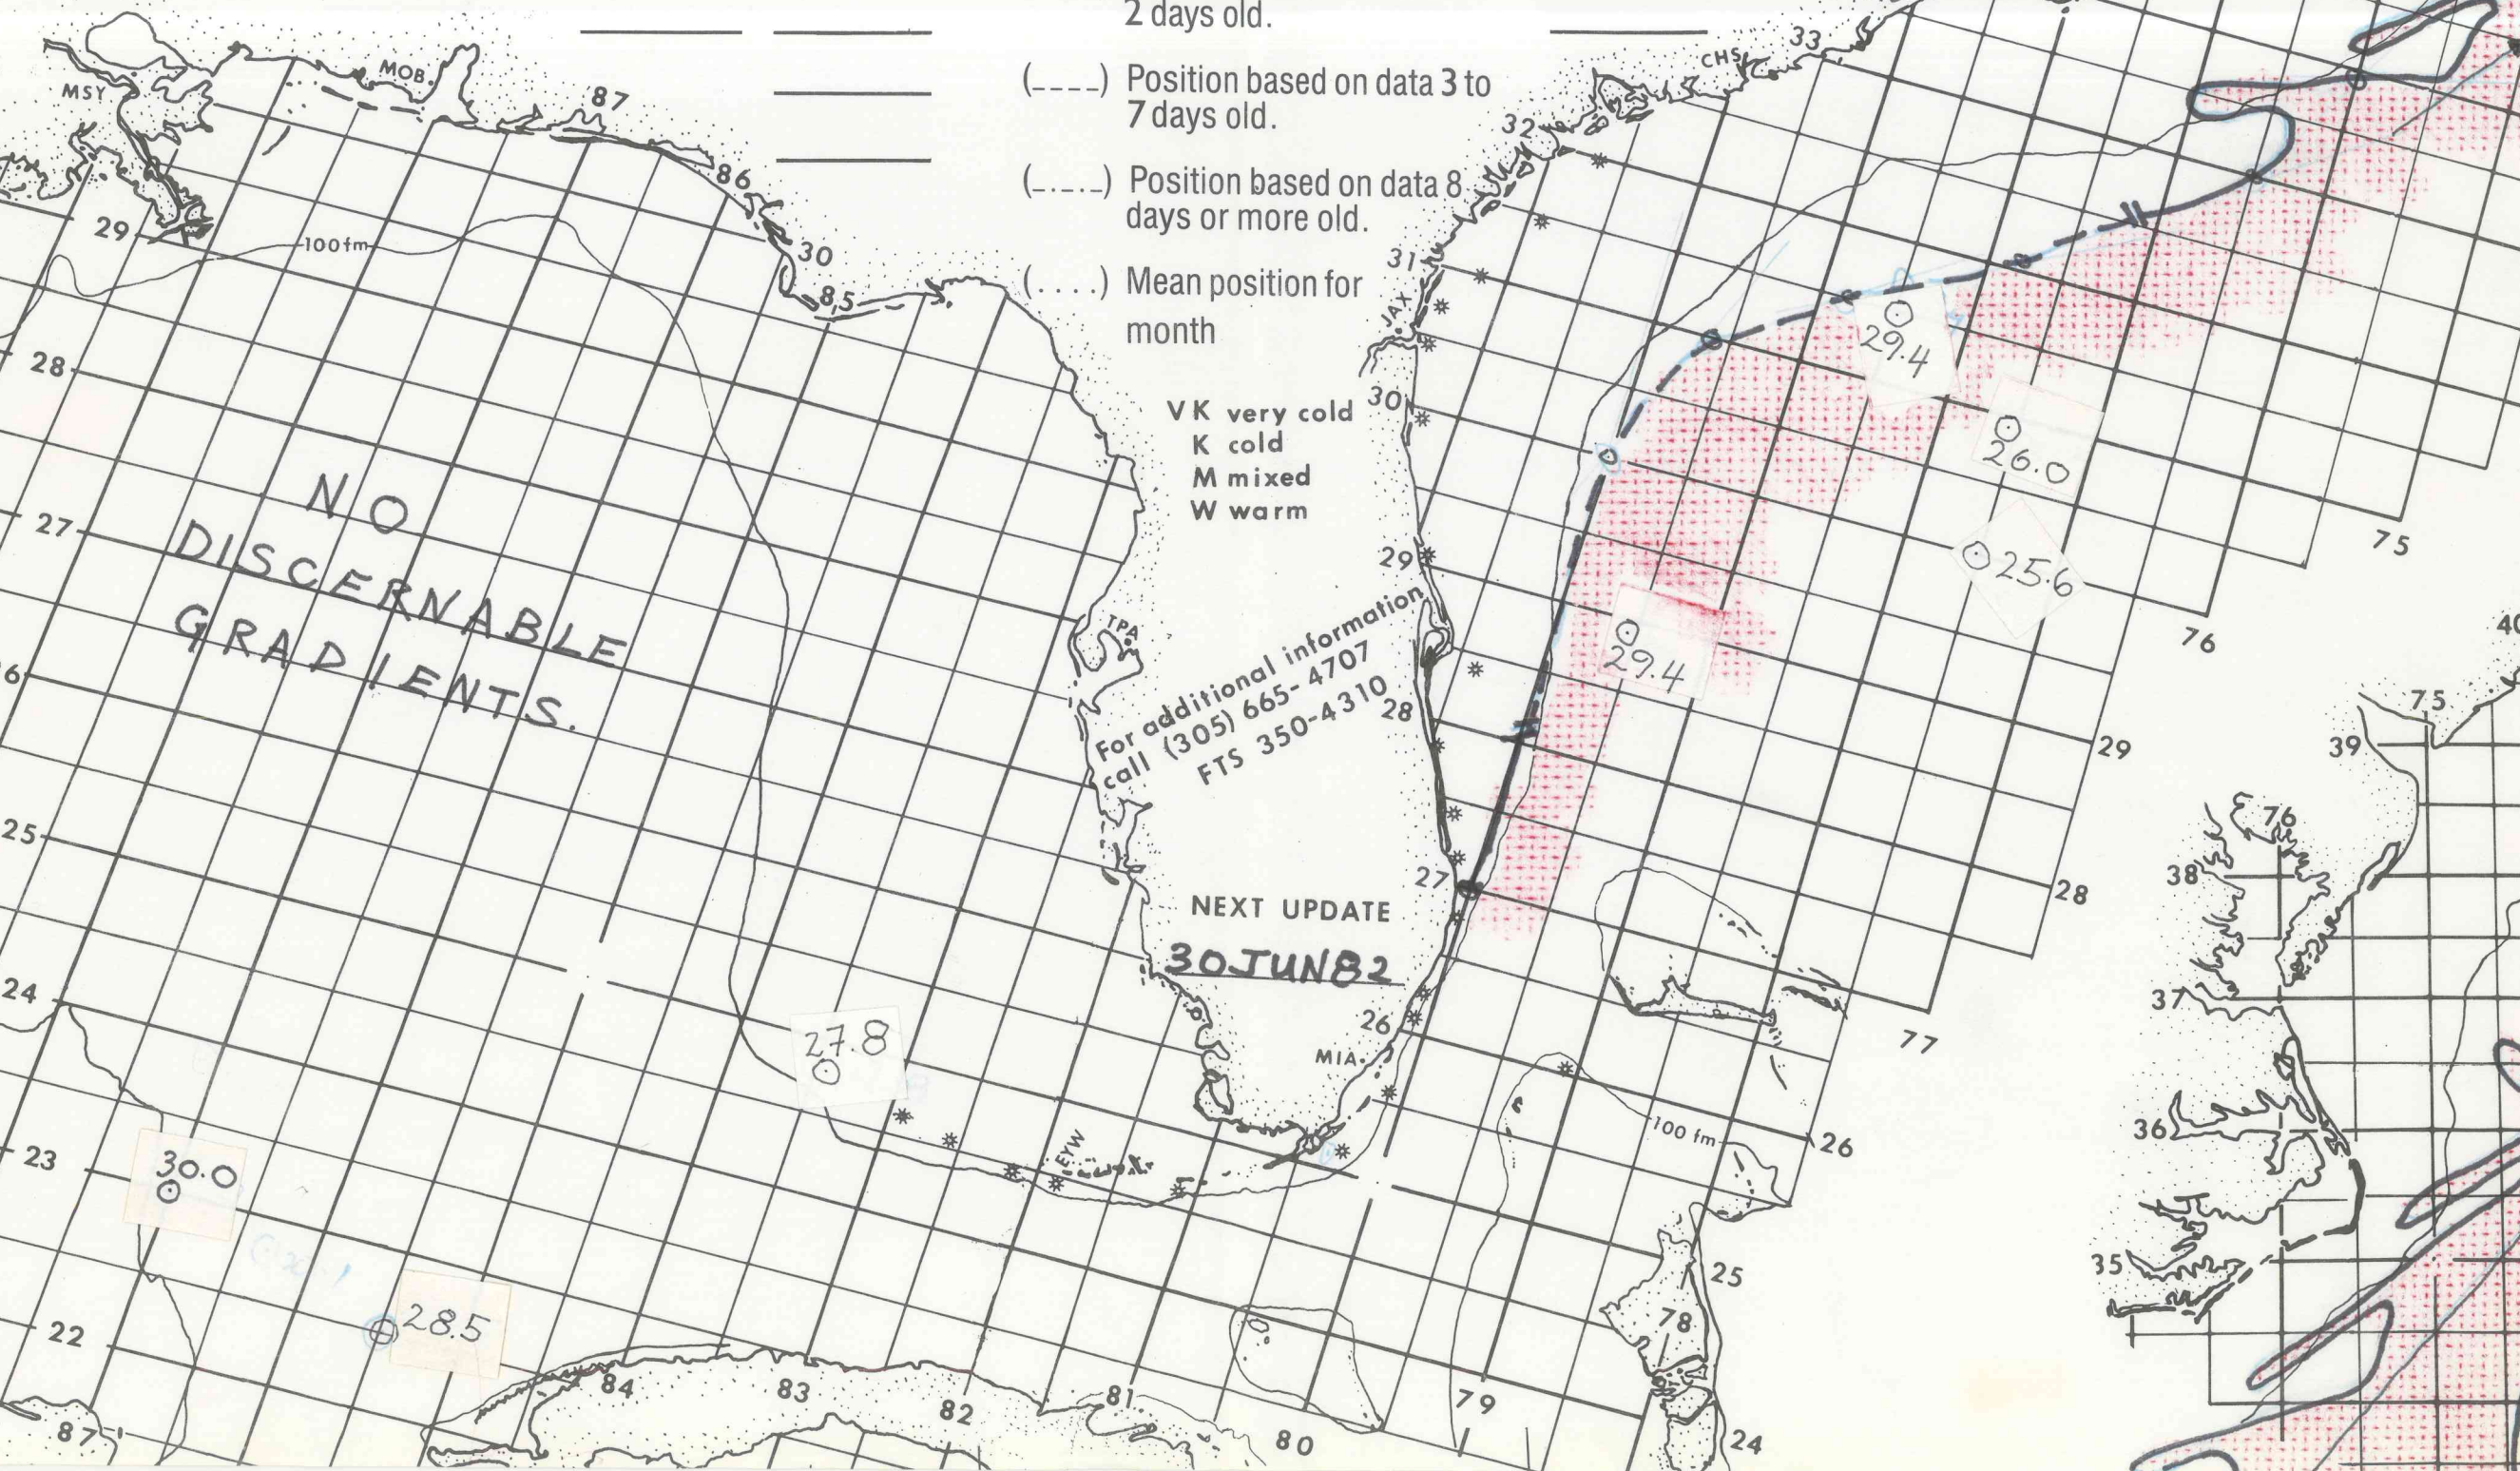 2 days old.
(____) Position based on data 3 to
7 days old.
(_._._) Position based on data 8
days or more old.
(....) Mean position for
month
VK very cold
K cold
M mixed
W warm
For additional information
call (305) 665-4707
FTS 350-4310
NEXT UPDATE
30JUN82
NO
DISCERNABLE
GRADIENTS.
MSY
MOB
87
86
85
30
29
100 fm
28
27
6
25
24
23
22
87
84
83
82
81
80
79
78
24
25
26
100 fm
77
28
29
76
75
33
CHS
32
31
JAX
30
29
28
27
26
MIA.
EYW
TPA
29.4
26.0
25.6
29.4
27.8
30.0
28.5
40
75
39
76
38
37
36
35